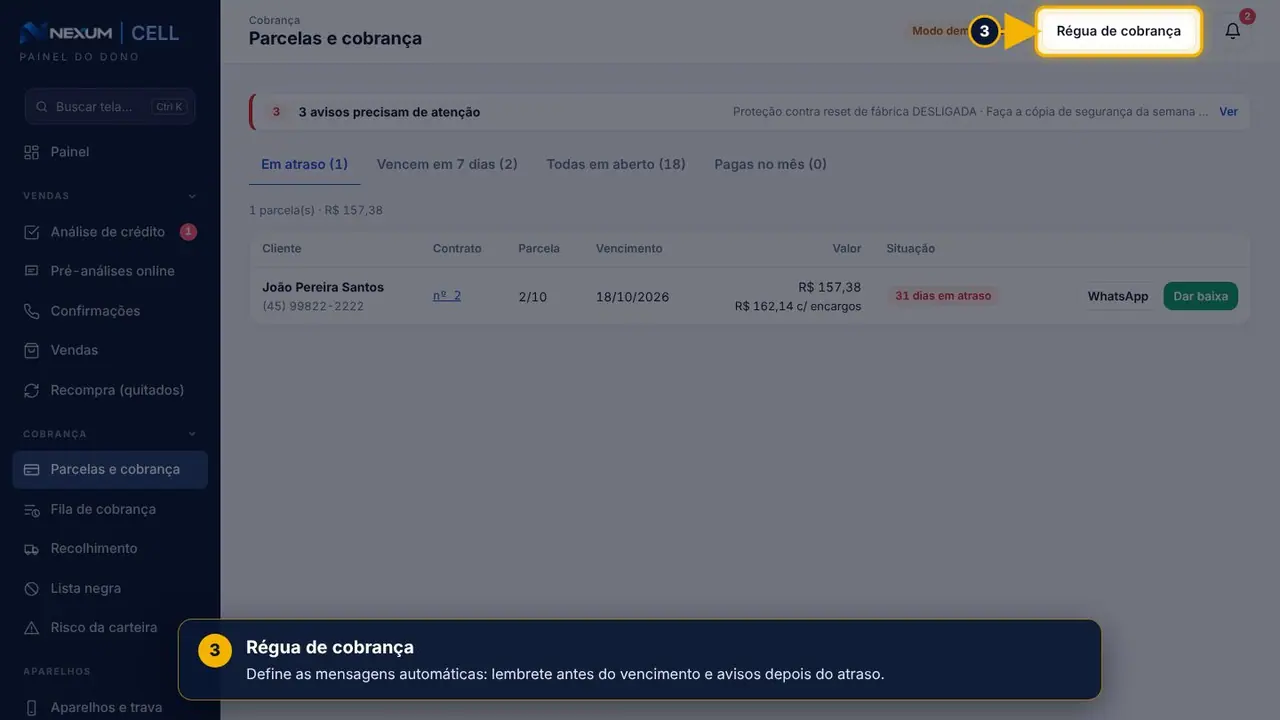 NEXUM | CELL
PAINEL DO DONO
Buscar tela... Ctrl K
Painel
VENDAS
Análise de crédito 1
Pré-análises online
Confirmações
Vendas
Recompra (quitados)
COBRANÇA
Parcelas e cobrança
Fila de cobrança
Recolhimento
Lista negra
Risco da carteira
APARELHOS
Aparelhos e trava
Cobrança
Parcelas e cobrança
Modo dem
3
Régua de cobrança
2
3 3 avisos precisam de atenção Proteção contra reset de fábrica DESLIGADA · Faça a cópia de segurança da semana ... Ver
Em atraso (1) Vencem em 7 dias (2) Todas em aberto (18) Pagas no mês (0)
1 parcela(s) · R$ 157,38
Cliente Contrato Parcela Vencimento Valor Situação
João Pereira Santos
(45) 99822-2222
nº 2 2/10 18/10/2026
R$ 157,38
R$ 162,14 c/ encargos
31 dias em atraso WhatsApp Dar baixa
3 Régua de cobrança
Define as mensagens automáticas: lembrete antes do vencimento e avisos depois do atraso.